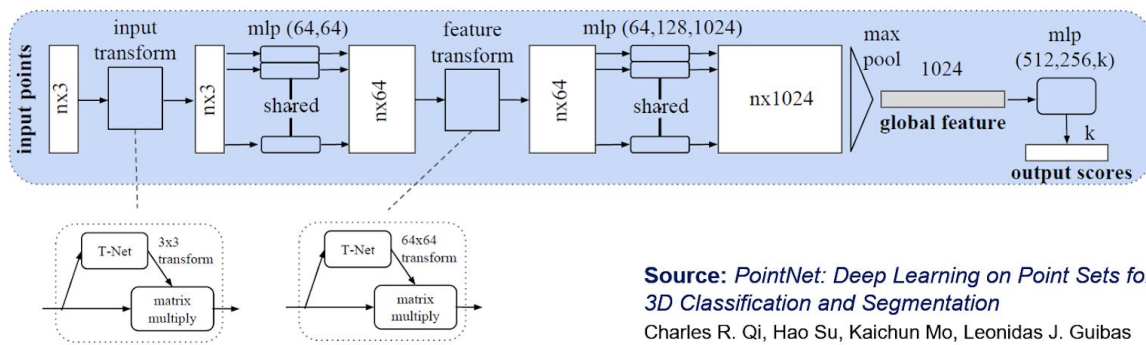 input points
nx3
input
transform
nx3
mlp (64,64)
shared
nx64
feature
transform
nx64
mlp (64,128,1024)
shared
nx1024
max
pool
1024
global feature
mlp
(512,256,k)
k
output scores
T-Net
3x3
transform
matrix
multiply
T-Net
64x64
transform
matrix
multiply
Source: PointNet: Deep Learning on Point Sets fo
3D Classification and Segmentation
Charles R. Qi, Hao Su, Kaichun Mo, Leonidas J. Guibas